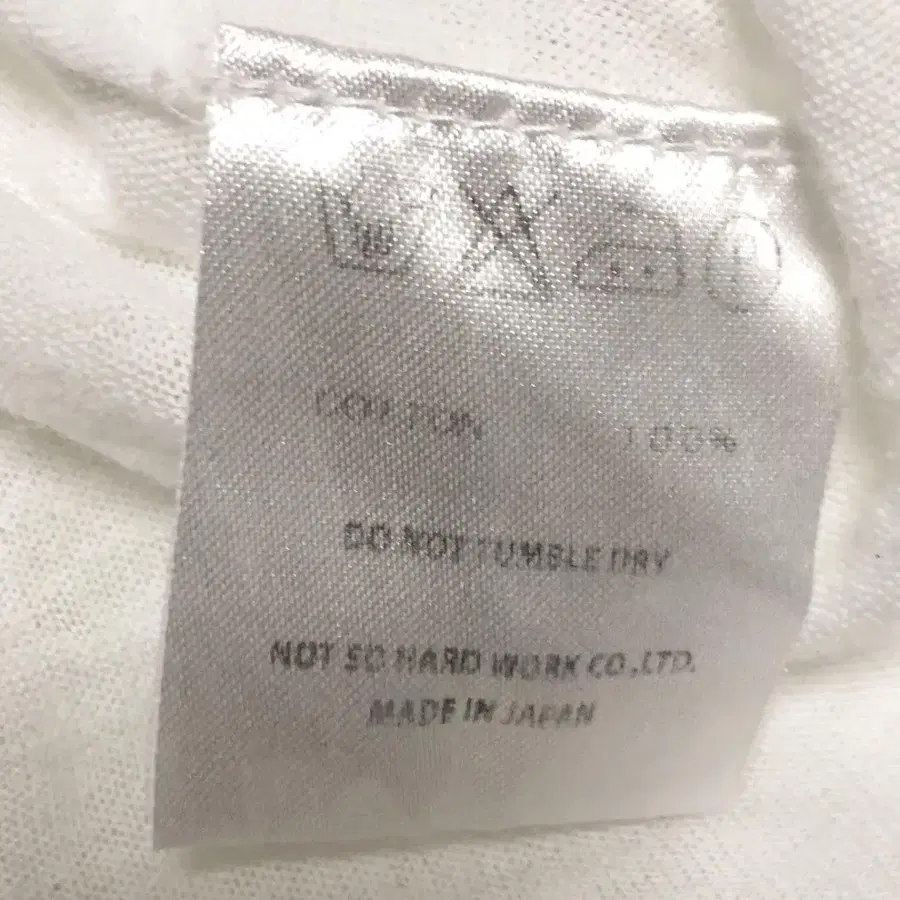 COTTON 100%
DO NOT TUMBLE DRY
NOT SO HARD WORK CO.,LTD.
MADE IN JAPAN